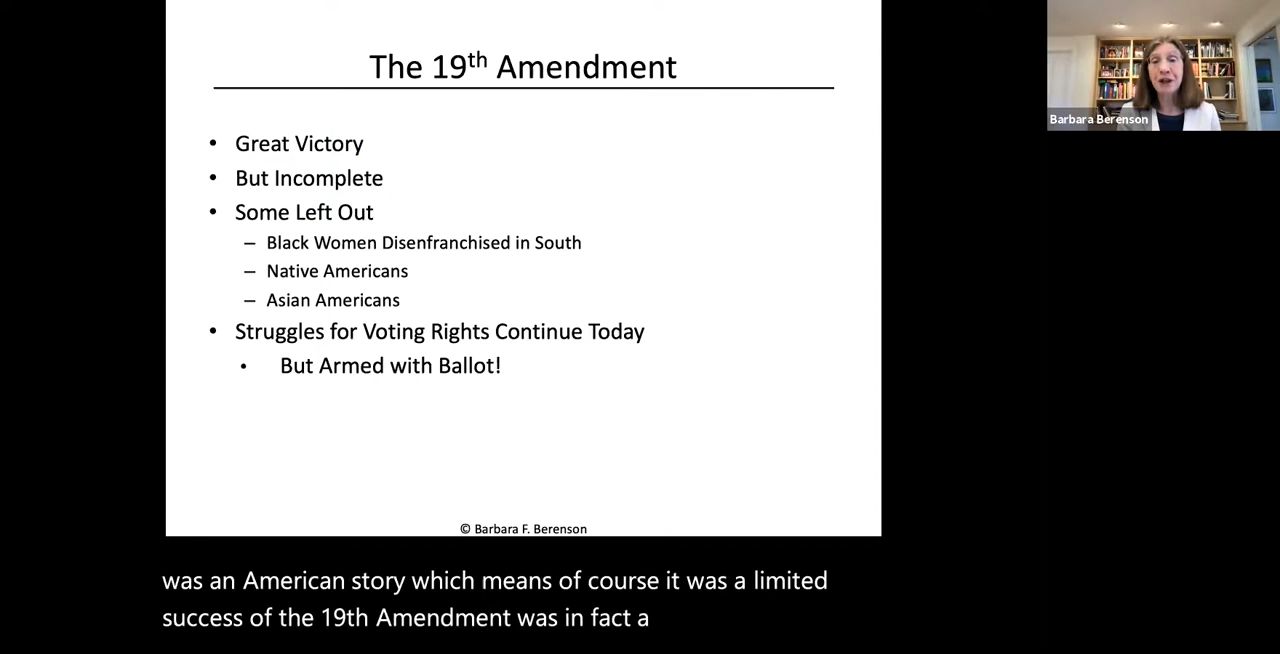 The 19th Amendment
• Great Victory
• But Incomplete
• Some Left Out
– Black Women Disenfranchised in South
– Native Americans
– Asian Americans
• Struggles for Voting Rights Continue Today
• But Armed with Ballot!
© Barbara F. Berenson
Barbara Berenson
was an American story which means of course it was a limited
success of the 19th Amendment was in fact a